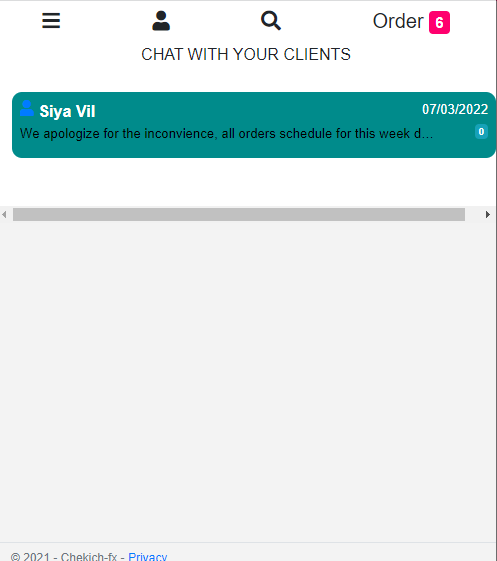 Order 6
CHAT WITH YOUR CLIENTS
Siya Vil 07/03/2022
We apologize for the inconvience, all orders schedule for this week d... 0
© 2021 - Chekich-fx - Privacy